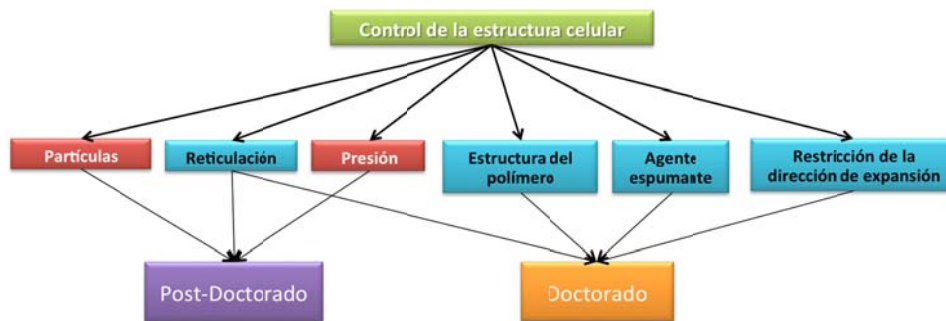 Control de la estructura celular
Partículas
Reticulación
Presión
Estructura del
polímero
Agente
espumante
Restricción de la
dirección de expansión
Post-Doctorado
Doctorado